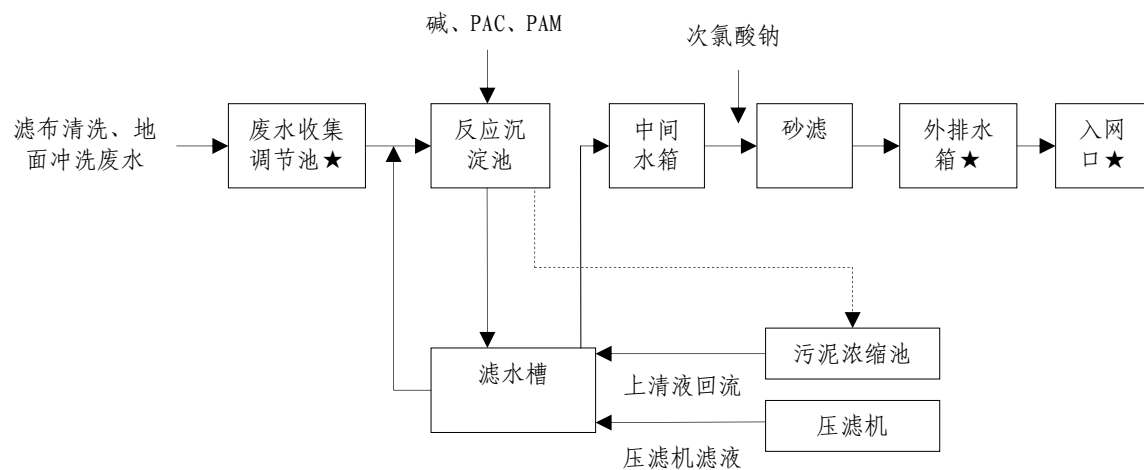 碱、PAC、PAM
次氯酸钠
滤布清洗、地
面冲洗废水
废水收集
调节池★
反应沉
淀池
中间
水箱
砂滤
外排水
箱★
入网
口★
滤水槽
污泥浓缩池
上清液回流
压滤机
压滤机滤液